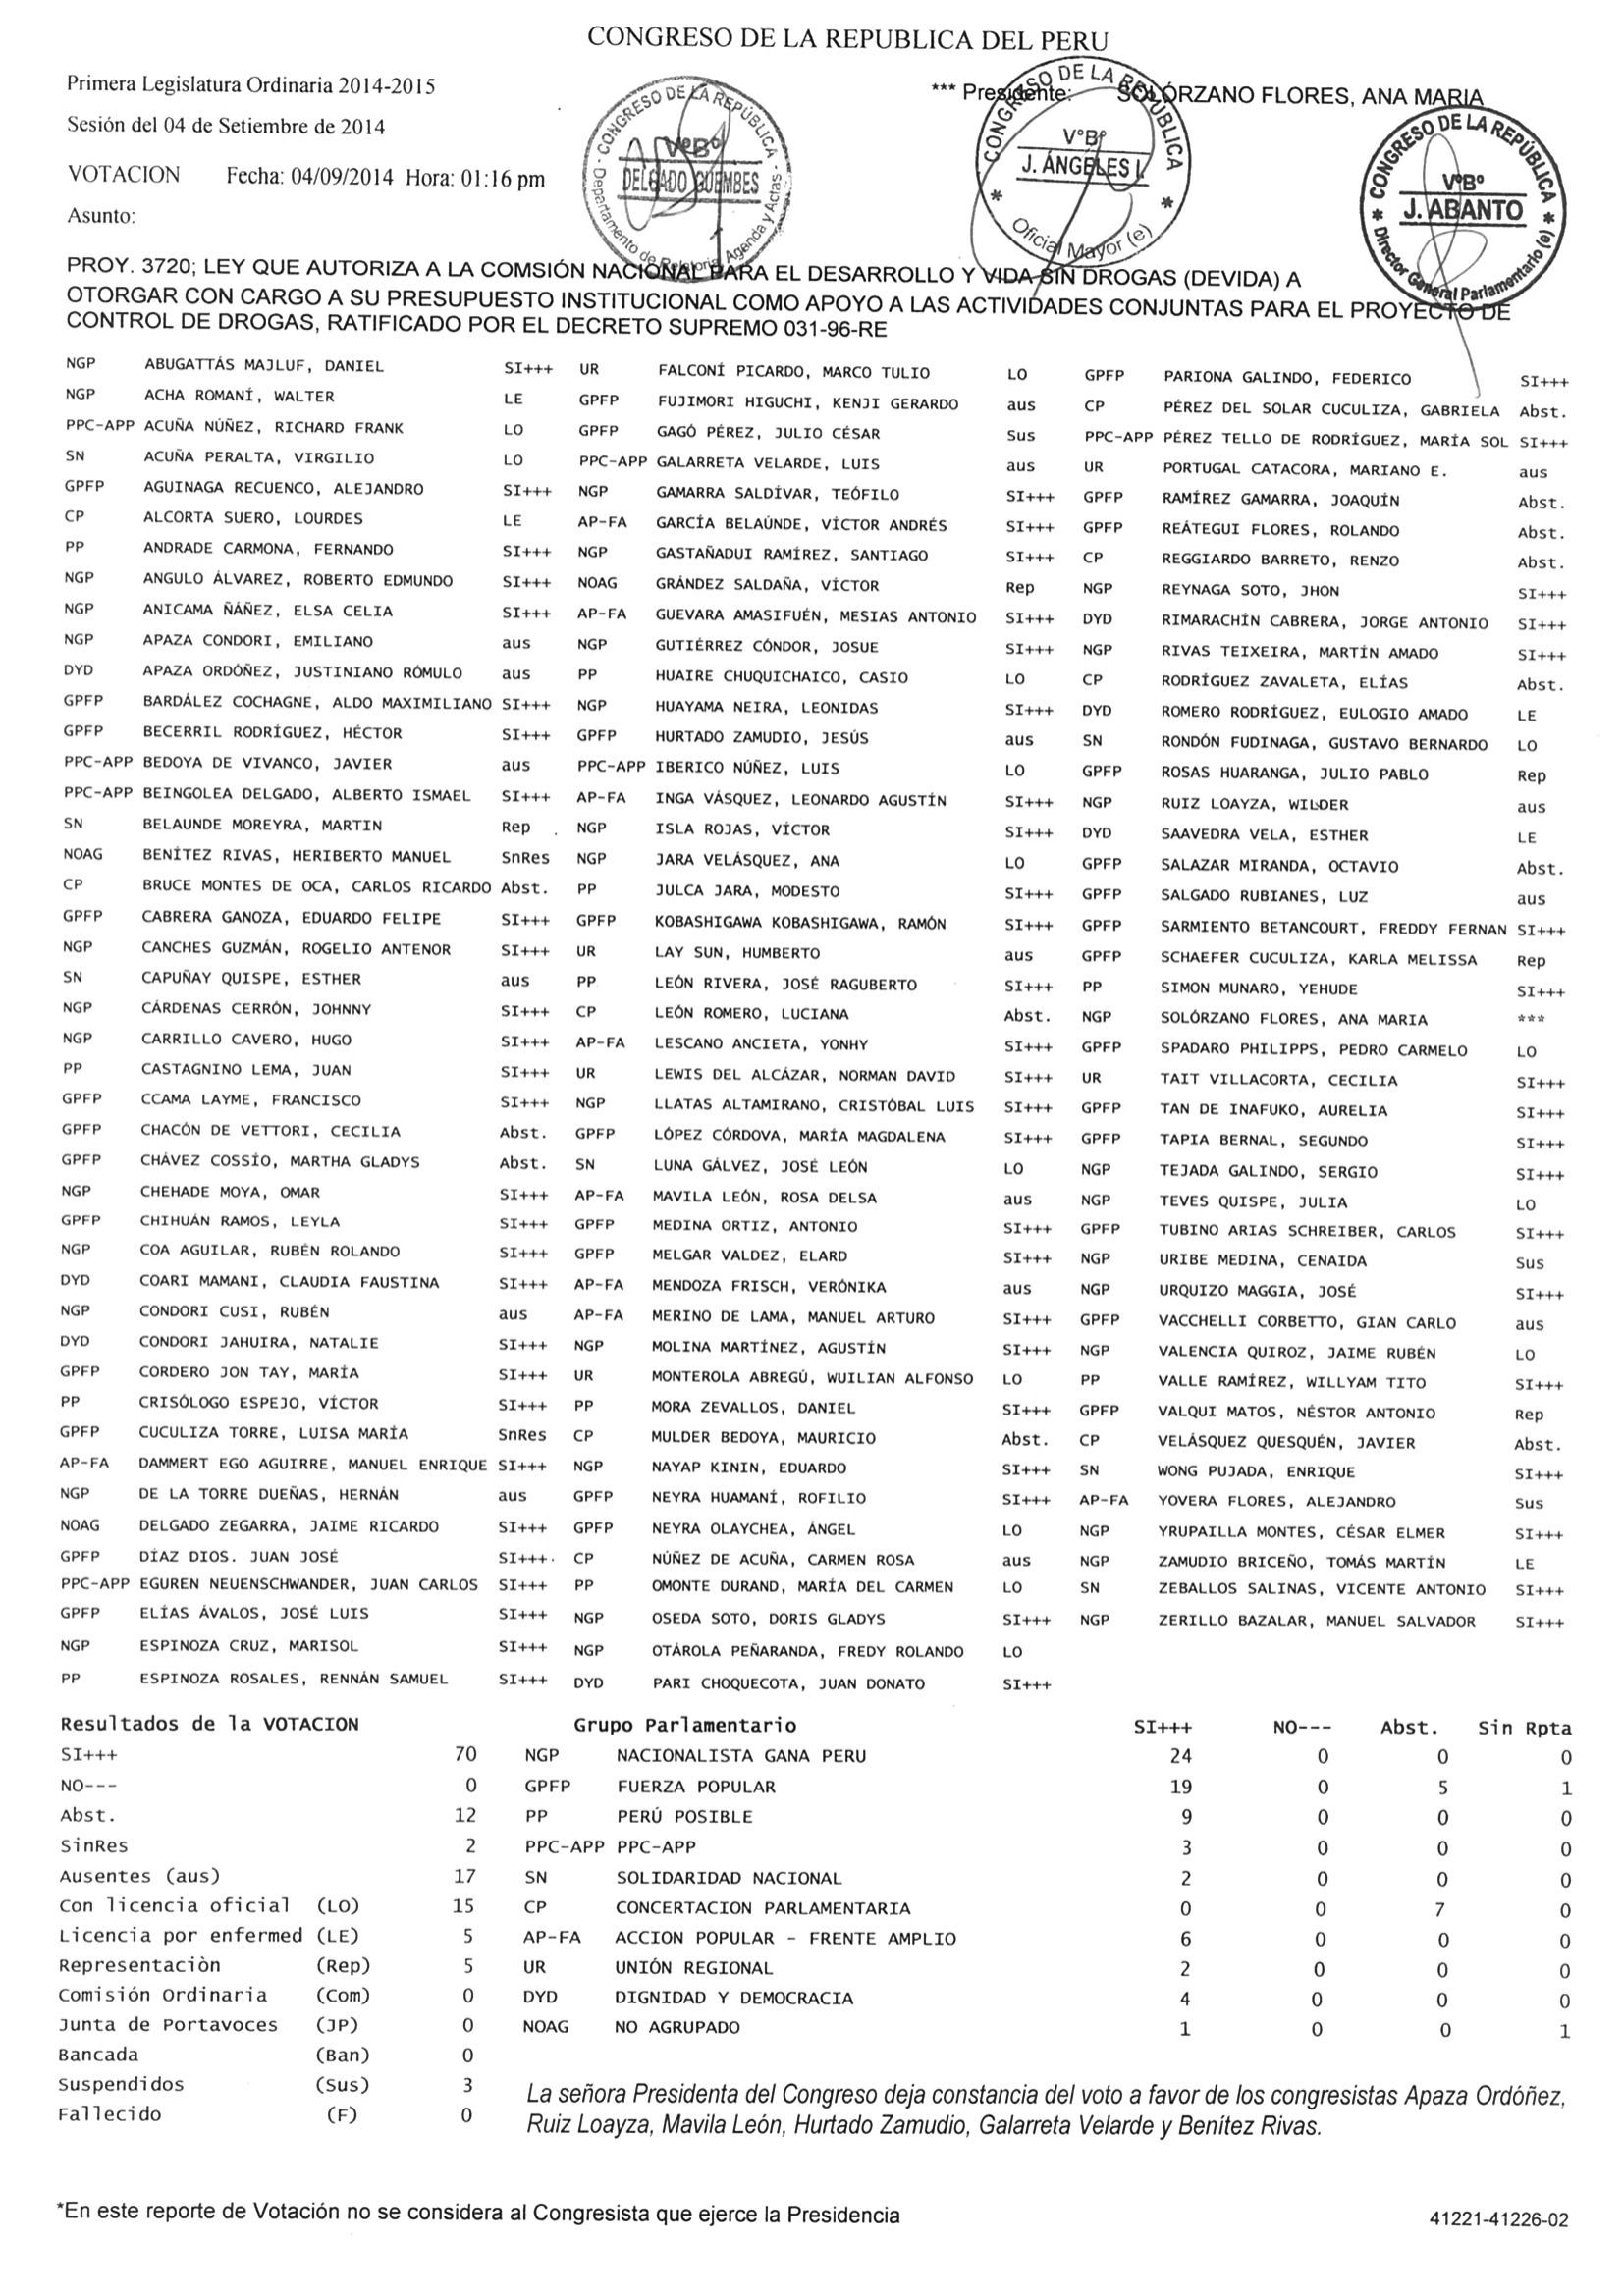 CONGRESO DE LA REPUBLICA DEL PERU
Primera Legislatura Ordinaria 2014-2015
*** Presidente: SOLÓRZANO FLORES, ANA MARIA
Sesión del 04 de Setiembre de 2014
VOTACION Fecha: 04/09/2014 Hora: 01:16 pm
Asunto:
CONGRESO DE LA REPÚBLICA
VºBº
DELGADO GÜEMBES
Departamento de Relatoría, Agenda y Actas
CONGRESO DE LA REPÚBLICA
V°Bº
J. ÁNGELES I.
Oficial Mayor (e)
CONGRESO DE LA REPÚBLICA
VºBº
J. ABANTO
Director General Parlamentario (e)
PROY. 3720; LEY QUE AUTORIZA A LA COMSIÓN NACIONAL PARA EL DESARROLLO Y VIDA SIN DROGAS (DEVIDA) A
OTORGAR CON CARGO A SU PRESUPUESTO INSTITUCIONAL COMO APOYO A LAS ACTIVIDADES CONJUNTAS PARA EL PROYECTO DE
CONTROL DE DROGAS, RATIFICADO POR EL DECRETO SUPREMO 031-96-RE
NGP ABUGATTÁS MAJLUF, DANIEL SI+++ UR FALCONÍ PICARDO, MARCO TULIO LO GPFP PARIONA GALINDO, FEDERICO SI+++
NGP ACHA ROMANÍ, WALTER LE GPFP FUJIMORI HIGUCHI, KENJI GERARDO aus CP PÉREZ DEL SOLAR CUCULIZA, GABRIELA Abst.
PPC-APP ACUÑA NÚÑEZ, RICHARD FRANK LO GPFP GAGÓ PÉREZ, JULIO CÉSAR Sus PPC-APP PÉREZ TELLO DE RODRÍGUEZ, MARÍA SOL SI+++
SN ACUÑA PERALTA, VIRGILIO LO PPC-APP GALARRETA VELARDE, LUIS aus UR PORTUGAL CATACORA, MARIANO E. aus
GPFP AGUINAGA RECUENCO, ALEJANDRO SI+++ NGP GAMARRA SALDÍVAR, TEÓFILO SI+++ GPFP RAMÍREZ GAMARRA, JOAQUÍN Abst.
CP ALCORTA SUERO, LOURDES LE AP-FA GARCÍA BELAÚNDE, VÍCTOR ANDRÉS SI+++ GPFP REÁTEGUI FLORES, ROLANDO Abst.
PP ANDRADE CARMONA, FERNANDO SI+++ NGP GASTAÑADUI RAMÍREZ, SANTIAGO SI+++ CP REGGIARDO BARRETO, RENZO Abst.
NGP ANGULO ÁLVAREZ, ROBERTO EDMUNDO SI+++ NOAG GRÁNDEZ SALDAÑA, VÍCTOR Rep NGP REYNAGA SOTO, JHON SI+++
NGP ANICAMA ÑÁÑEZ, ELSA CELIA SI+++ AP-FA GUEVARA AMASIFUÉN, MESIAS ANTONIO SI+++ DYD RIMARACHÍN CABRERA, JORGE ANTONIO SI+++
NGP APAZA CONDORI, EMILIANO aus NGP GUTIÉRREZ CÓNDOR, JOSUE SI+++ NGP RIVAS TEIXEIRA, MARTÍN AMADO SI+++
DYD APAZA ORDÓÑEZ, JUSTINIANO RÓMULO aus PP HUAIRE CHUQUICHAICO, CASIO LO CP RODRÍGUEZ ZAVALETA, ELÍAS Abst.
GPFP BARDÁLEZ COCHAGNE, ALDO MAXIMILIANO SI+++ NGP HUAYAMA NEIRA, LEONIDAS SI+++ DYD ROMERO RODRÍGUEZ, EULOGIO AMADO LE
GPFP BECERRIL RODRÍGUEZ, HÉCTOR SI+++ GPFP HURTADO ZAMUDIO, JESÚS aus SN RONDÓN FUDINAGA, GUSTAVO BERNARDO LO
PPC-APP BEDOYA DE VIVANCO, JAVIER aus PPC-APP IBERICO NÚÑEZ, LUIS LO GPFP ROSAS HUARANGA, JULIO PABLO Rep
PPC-APP BEINGOLEA DELGADO, ALBERTO ISMAEL SI+++ AP-FA INGA VÁSQUEZ, LEONARDO AGUSTÍN SI+++ NGP RUIZ LOAYZA, WILDER aus
SN BELAUNDE MOREYRA, MARTIN Rep NGP ISLA ROJAS, VÍCTOR SI+++ DYD SAAVEDRA VELA, ESTHER LE
NOAG BENÍTEZ RIVAS, HERIBERTO MANUEL SnRes NGP JARA VELÁSQUEZ, ANA LO GPFP SALAZAR MIRANDA, OCTAVIO Abst.
CP BRUCE MONTES DE OCA, CARLOS RICARDO Abst. PP JULCA JARA, MODESTO SI+++ GPFP SALGADO RUBIANES, LUZ aus
GPFP CABRERA GANOZA, EDUARDO FELIPE SI+++ GPFP KOBASHIGAWA KOBASHIGAWA, RAMÓN SI+++ GPFP SARMIENTO BETANCOURT, FREDDY FERNAN SI+++
NGP CANCHES GUZMÁN, ROGELIO ANTENOR SI+++ UR LAY SUN, HUMBERTO aus GPFP SCHAEFER CUCULIZA, KARLA MELISSA Rep
SN CAPUÑAY QUISPE, ESTHER aus PP LEÓN RIVERA, JOSÉ RAGUBERTO SI+++ PP SIMON MUNARO, YEHUDE SI+++
NGP CÁRDENAS CERRÓN, JOHNNY SI+++ CP LEÓN ROMERO, LUCIANA Abst. NGP SOLÓRZANO FLORES, ANA MARIA ***
NGP CARRILLO CAVERO, HUGO SI+++ AP-FA LESCANO ANCIETA, YONHY SI+++ GPFP SPADARO PHILIPPS, PEDRO CARMELO LO
PP CASTAGNINO LEMA, JUAN SI+++ UR LEWIS DEL ALCÁZAR, NORMAN DAVID SI+++ UR TAIT VILLACORTA, CECILIA SI+++
GPFP CCAMA LAYME, FRANCISCO SI+++ NGP LLATAS ALTAMIRANO, CRISTÓBAL LUIS SI+++ GPFP TAN DE INAFUKO, AURELIA SI+++
GPFP CHACÓN DE VETTORI, CECILIA Abst. GPFP LÓPEZ CÓRDOVA, MARÍA MAGDALENA SI+++ GPFP TAPIA BERNAL, SEGUNDO SI+++
GPFP CHÁVEZ COSSÍO, MARTHA GLADYS Abst. SN LUNA GÁLVEZ, JOSÉ LEÓN LO NGP TEJADA GALINDO, SERGIO SI+++
NGP CHEHADE MOYA, OMAR SI+++ AP-FA MAVILA LEÓN, ROSA DELSA aus NGP TEVES QUISPE, JULIA LO
GPFP CHIHUÁN RAMOS, LEYLA SI+++ GPFP MEDINA ORTIZ, ANTONIO SI+++ GPFP TUBINO ARIAS SCHREIBER, CARLOS SI+++
NGP COA AGUILAR, RUBÉN ROLANDO SI+++ GPFP MELGAR VALDEZ, ELARD SI+++ NGP URIBE MEDINA, CENAIDA Sus
DYD COARI MAMANI, CLAUDIA FAUSTINA SI+++ AP-FA MENDOZA FRISCH, VERÓNIKA aus NGP URQUIZO MAGGIA, JOSÉ SI+++
NGP CONDORI CUSI, RUBÉN aus AP-FA MERINO DE LAMA, MANUEL ARTURO SI+++ GPFP VACCHELLI CORBETTO, GIAN CARLO aus
DYD CONDORI JAHUIRA, NATALIE SI+++ NGP MOLINA MARTÍNEZ, AGUSTÍN SI+++ NGP VALENCIA QUIROZ, JAIME RUBÉN LO
GPFP CORDERO JON TAY, MARÍA SI+++ UR MONTEROLA ABREGÚ, WUILIAN ALFONSO LO PP VALLE RAMÍREZ, WILLYAM TITO SI+++
PP CRISÓLOGO ESPEJO, VÍCTOR SI+++ PP MORA ZEVALLOS, DANIEL SI+++ GPFP VALQUI MATOS, NÉSTOR ANTONIO Rep
GPFP CUCULIZA TORRE, LUISA MARÍA SnRes CP MULDER BEDOYA, MAURICIO Abst. CP VELÁSQUEZ QUESQUÉN, JAVIER Abst.
AP-FA DAMMERT EGO AGUIRRE, MANUEL ENRIQUE SI+++ NGP NAYAP KININ, EDUARDO SI+++ SN WONG PUJADA, ENRIQUE SI+++
NGP DE LA TORRE DUEÑAS, HERNÁN aus GPFP NEYRA HUAMANÍ, ROFILIO SI+++ AP-FA YOVERA FLORES, ALEJANDRO Sus
NOAG DELGADO ZEGARRA, JAIME RICARDO SI+++ GPFP NEYRA OLAYCHEA, ÁNGEL LO NGP YRUPAILLA MONTES, CÉSAR ELMER SI+++
GPFP DÍAZ DIOS. JUAN JOSÉ SI+++ CP NÚÑEZ DE ACUÑA, CARMEN ROSA aus NGP ZAMUDIO BRICEÑO, TOMÁS MARTÍN LE
PPC-APP EGUREN NEUENSCHWANDER, JUAN CARLOS SI+++ PP OMONTE DURAND, MARÍA DEL CARMEN LO SN ZEBALLOS SALINAS, VICENTE ANTONIO SI+++
GPFP ELÍAS ÁVALOS, JOSÉ LUIS SI+++ NGP OSEDA SOTO, DORIS GLADYS SI+++ NGP ZERILLO BAZALAR, MANUEL SALVADOR SI+++
NGP ESPINOZA CRUZ, MARISOL SI+++ NGP OTÁROLA PEÑARANDA, FREDY ROLANDO LO
PP ESPINOZA ROSALES, RENNÁN SAMUEL SI+++ DYD PARI CHOQUECOTA, JUAN DONATO SI+++
Resultados de la VOTACION Grupo Parlamentario SI+++ NO--- Abst. Sin Rpta
SI+++ 70 NGP NACIONALISTA GANA PERU 24 0 0 0
NO--- 0 GPFP FUERZA POPULAR 19 0 5 1
Abst. 12 PP PERÚ POSIBLE 9 0 0 0
SinRes 2 PPC-APP PPC-APP 3 0 0 0
Ausentes (aus) 17 SN SOLIDARIDAD NACIONAL 2 0 0 0
Con licencia oficial (LO) 15 CP CONCERTACION PARLAMENTARIA 0 0 7 0
Licencia por enfermed (LE) 5 AP-FA ACCION POPULAR - FRENTE AMPLIO 6 0 0 0
Representaciòn (Rep) 5 UR UNIÓN REGIONAL 2 0 0 0
Comisión Ordinaria (Com) 0 DYD DIGNIDAD Y DEMOCRACIA 4 0 0 0
Junta de Portavoces (JP) 0 NOAG NO AGRUPADO 1 0 0 1
Bancada (Ban) 0
Suspendidos (Sus) 3
Fallecido (F) 0
La señora Presidenta del Congreso deja constancia del voto a favor de los congresistas Apaza Ordóñez,
Ruiz Loayza, Mavila León, Hurtado Zamudio, Galarreta Velarde y Benítez Rivas.
*En este reporte de Votación no se considera al Congresista que ejerce la Presidencia
41221-41226-02